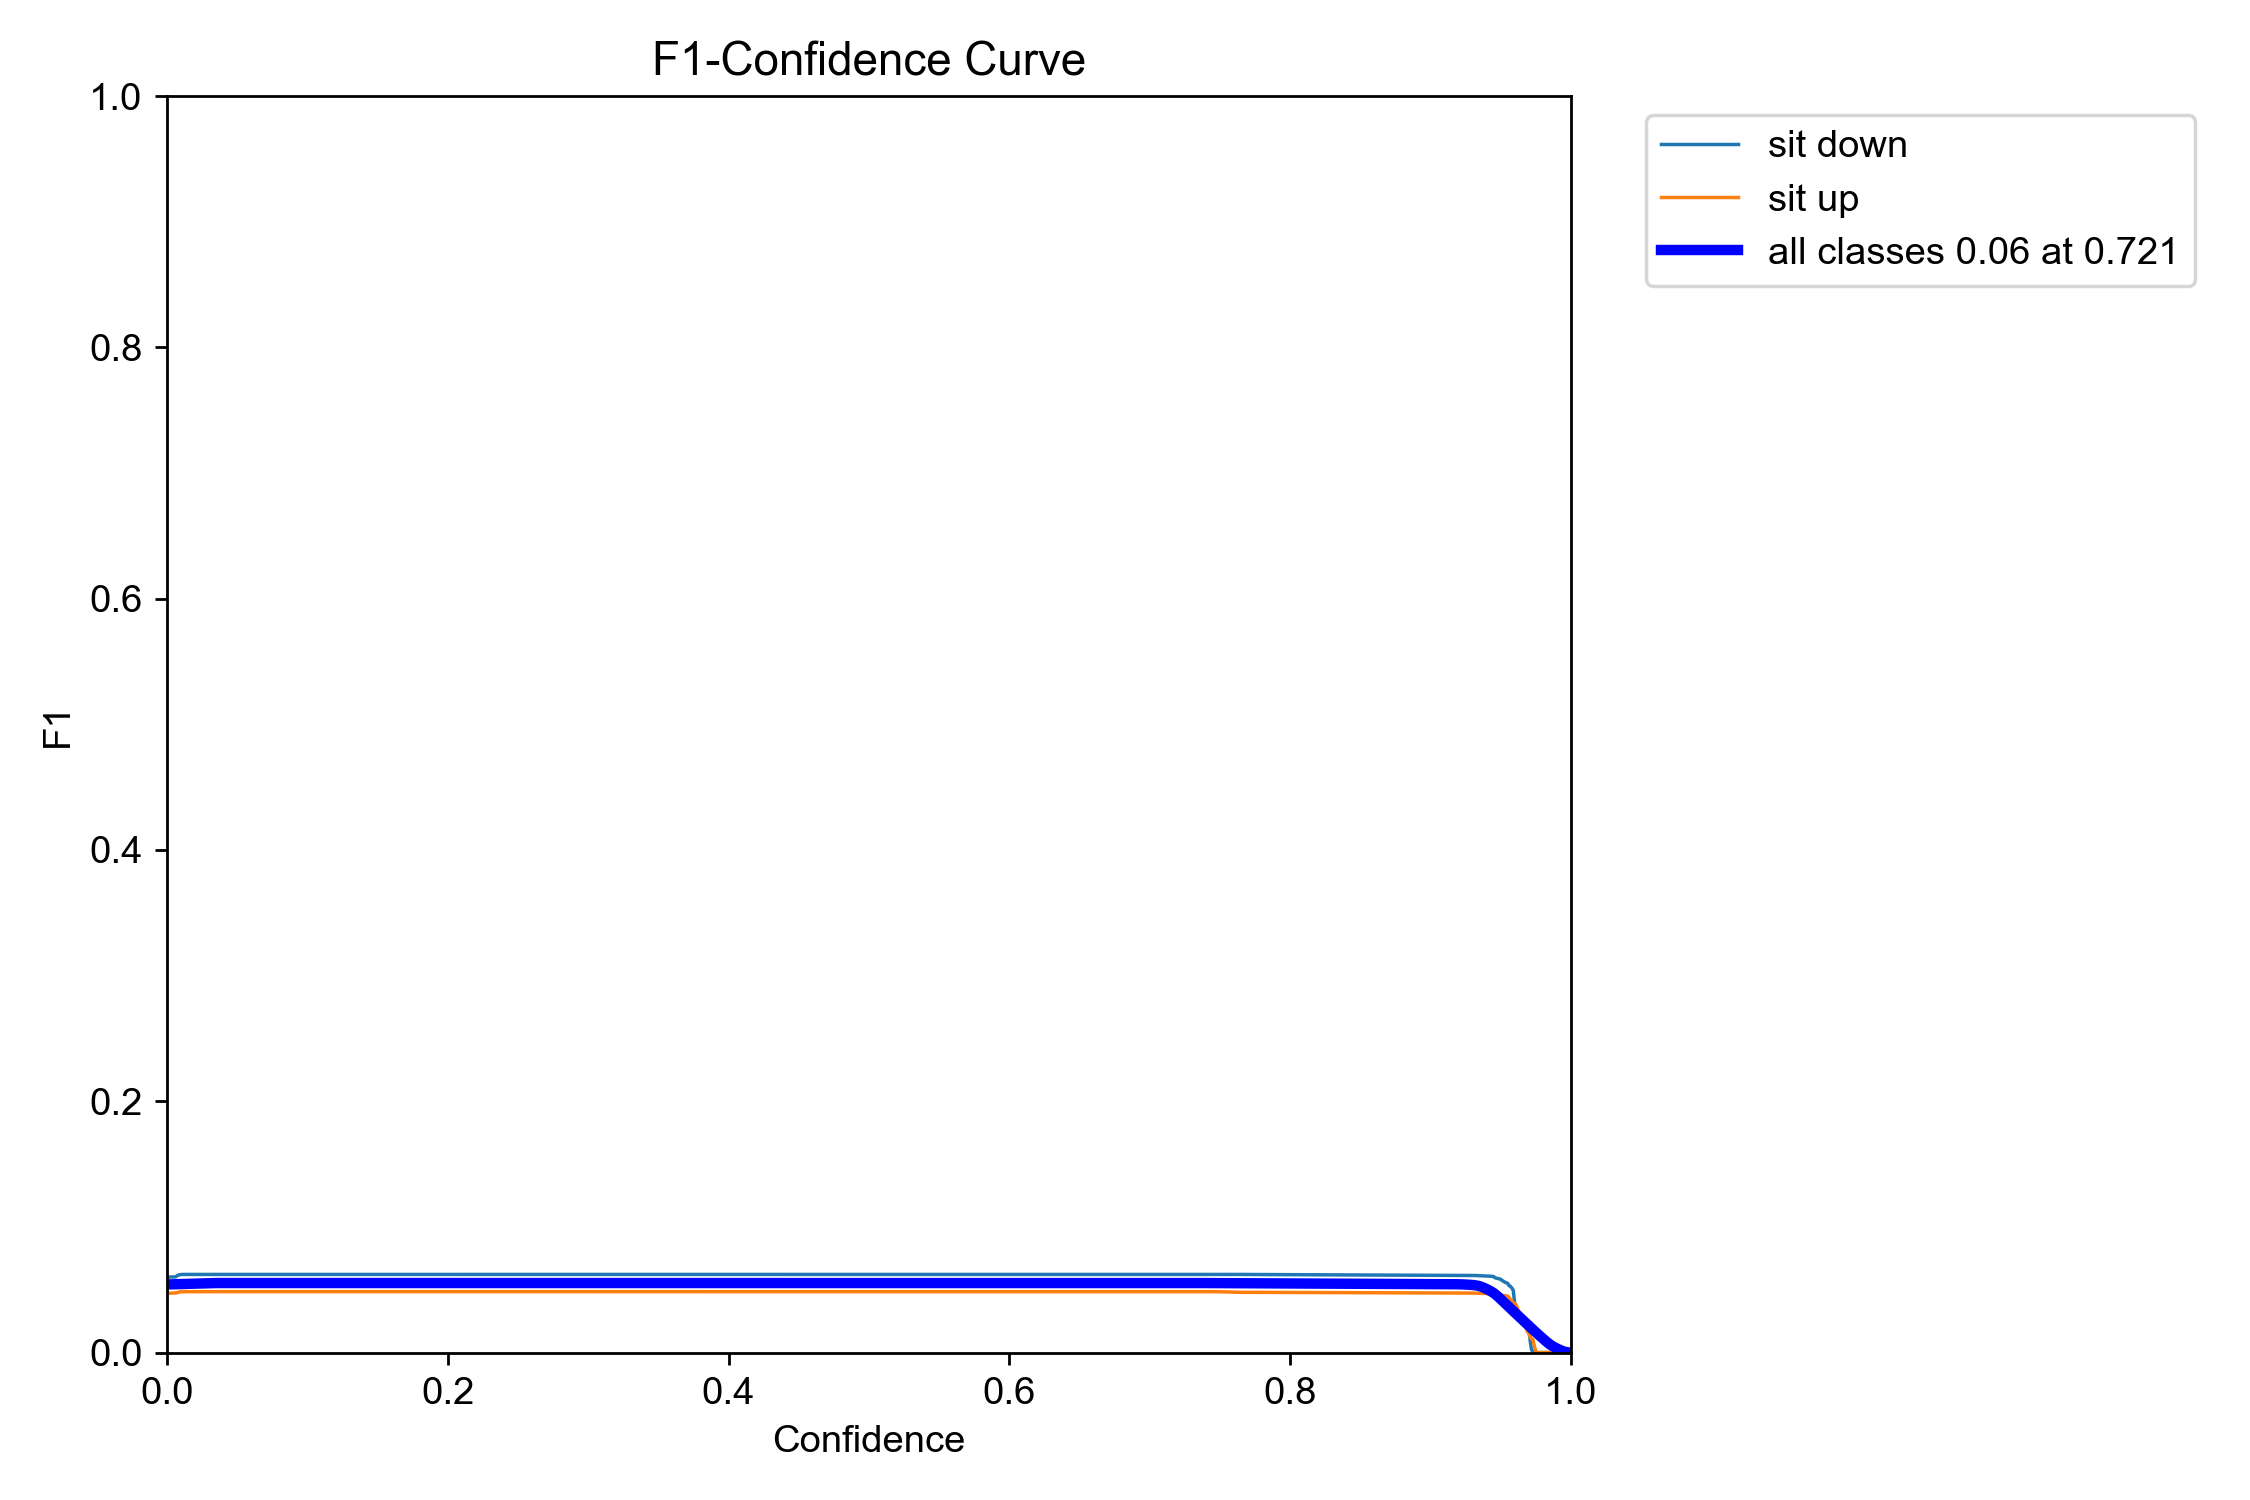 F1-Confidence Curve
1.0
0.8
0.6
0.4
0.2
0.0
F1
0.0 0.2 0.4 0.6 0.8 1.0
Confidence
sit down
sit up
all classes 0.06 at 0.721